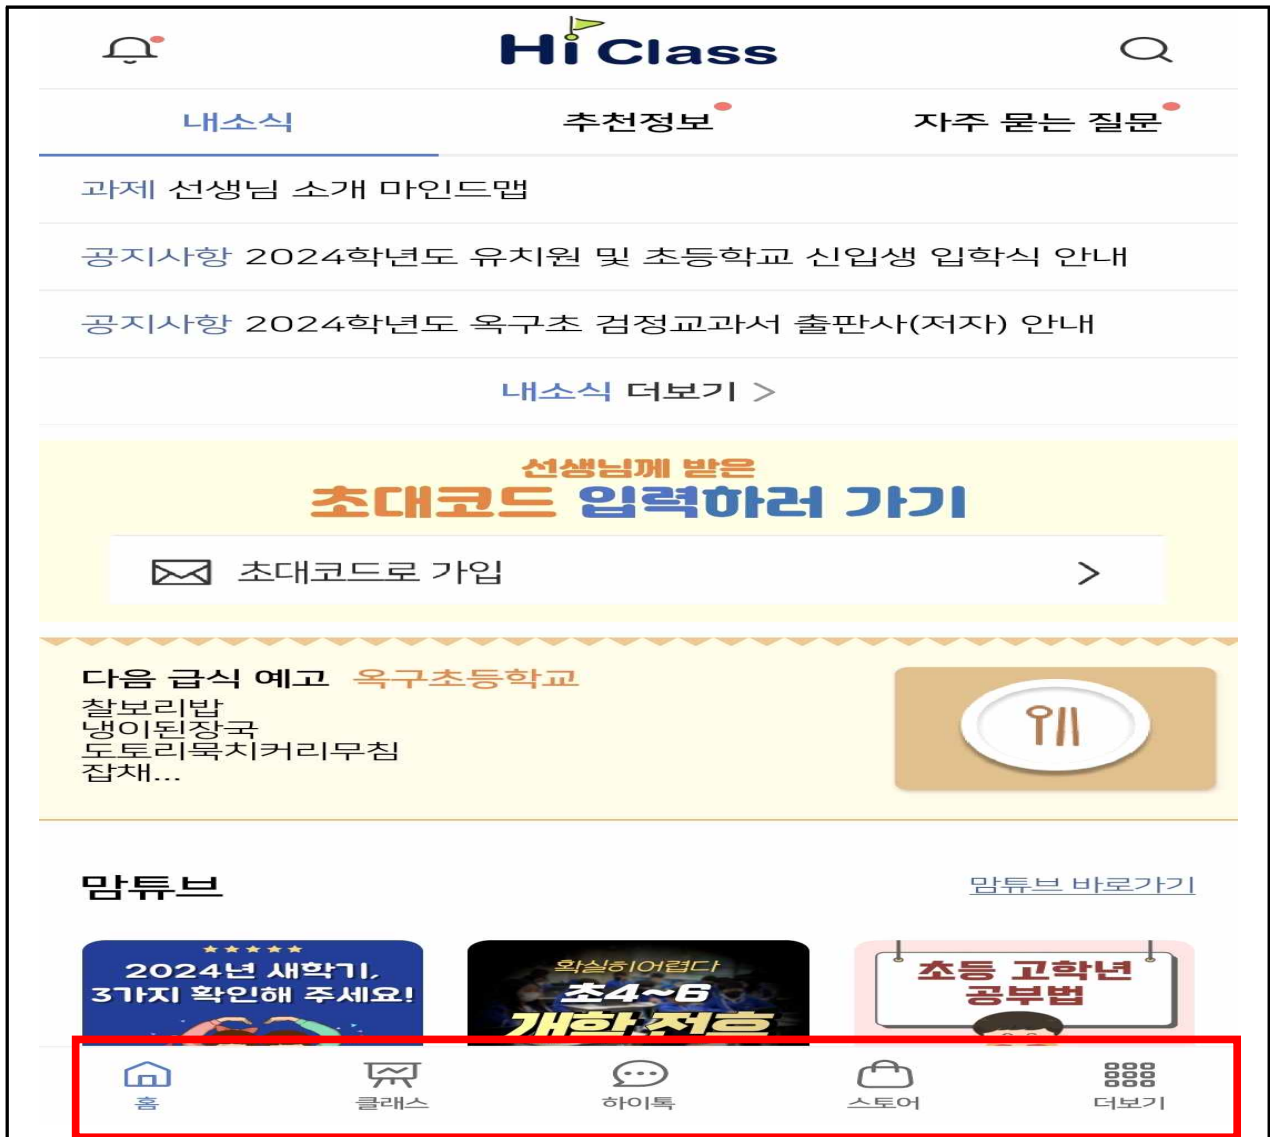 Hi Class
내소식 추천정보 자주 묻는 질문
과제 선생님 소개 마인드맵
공지사항 2024학년도 유치원 및 초등학교 신입생 입학식 안내
공지사항 2024학년도 옥구초 검정교과서 출판사(저자) 안내
내소식 더보기 >
선생님께 받은
초대코드 입력하러 가기
초대코드로 가입 >
다음 급식 예고 옥구초등학교
찰보리밥
냉이된장국
도토리묵치커리무침
잡채...
맘튜브 맘튜브 바로가기
2024년 새학기,
3가지 확인해 주세요!
확실히어렵다
초4~6
개학 전후
초등 고학년
공부법
홈 클래스 하이톡 스토어 더보기